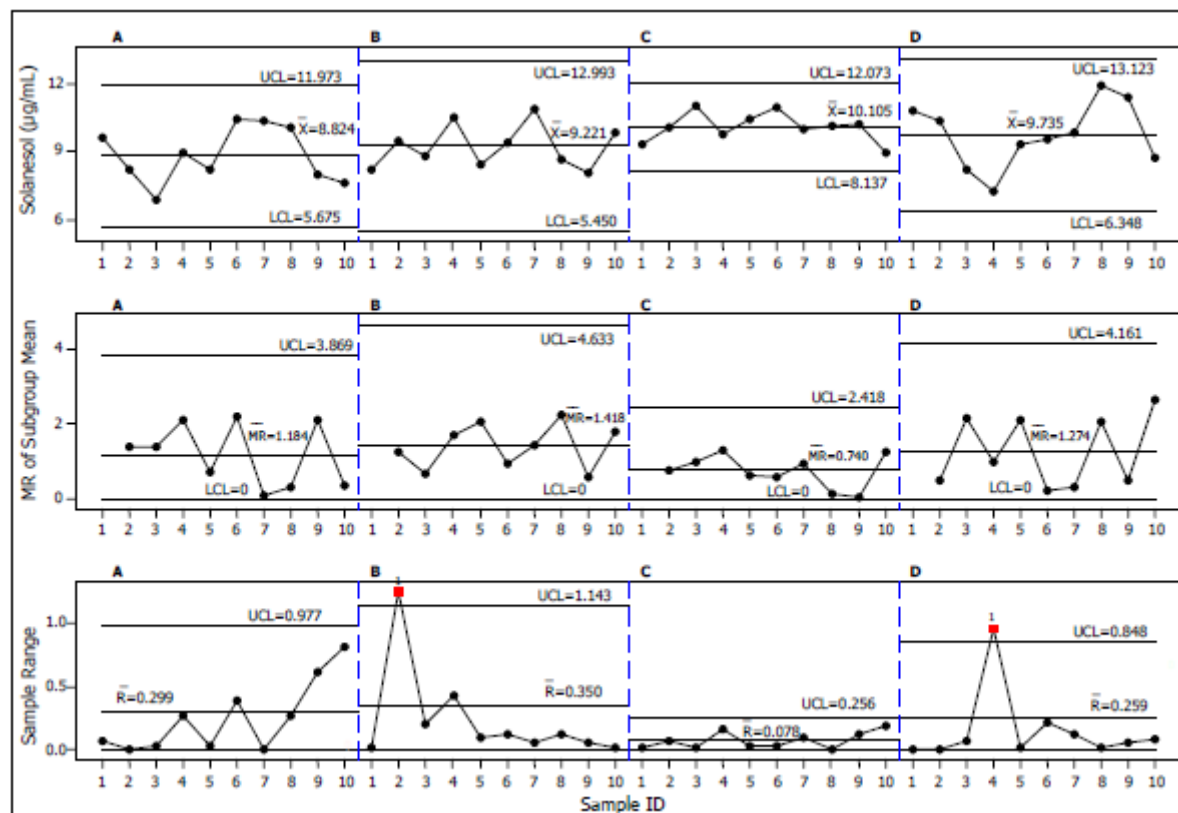 A B C D
Solanesol (µg/mL)
12
9
6
UCL=11.973
X̄=8.824
LCL=5.675
UCL=12.993
X̄=9.221
LCL=5.450
UCL=12.073
X̄=10.105
LCL=8.137
UCL=13.123
X̄=9.735
LCL=6.348
1 2 3 4 5 6 7 8 9 10 1 2 3 4 5 6 7 8 9 10 1 2 3 4 5 6 7 8 9 10 1 2 3 4 5 6 7 8 9 10
A B C D
MR of Subgroup Mean
4
2
0
UCL=3.869
M̅R̅=1.184
LCL=0
UCL=4.633
M̅R̅=1.418
LCL=0
UCL=2.418
M̅R̅=0.740
LCL=0
UCL=4.161
M̅R̅=1.274
LCL=0
1 2 3 4 5 6 7 8 9 10 1 2 3 4 5 6 7 8 9 10 1 2 3 4 5 6 7 8 9 10 1 2 3 4 5 6 7 8 9 10
A B C D
Sample Range
1.0
0.5
0.0
UCL=0.977
R̄=0.299
1
UCL=1.143
R̄=0.350
UCL=0.256
R̄=0.078
1
UCL=0.848
R̄=0.259
1 2 3 4 5 6 7 8 9 10 1 2 3 4 5 6 7 8 9 10 1 2 3 4 5 6 7 8 9 10 1 2 3 4 5 6 7 8 9 10
Sample ID